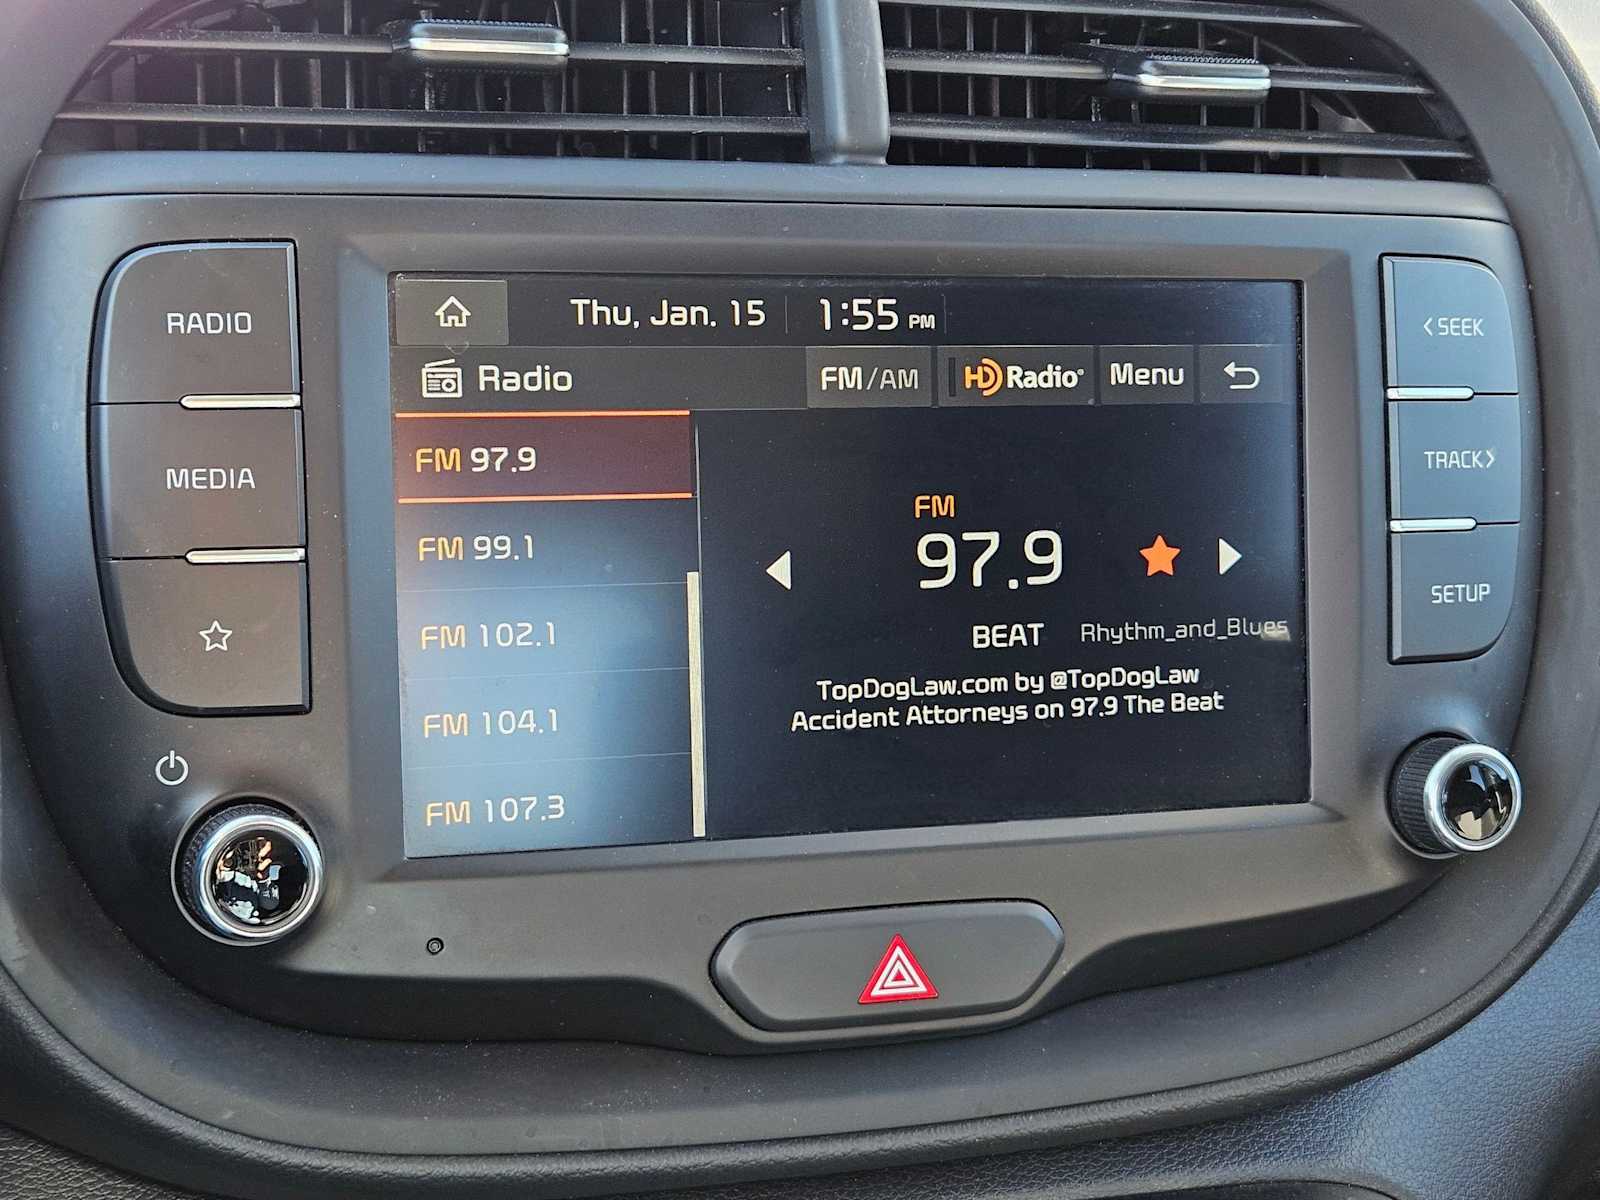 RADIO
MEDIA
Thu, Jan. 15 1:55 PM
Radio FM/AM HD Radio® Menu
FM 97.9
FM 99.1
FM 102.1
FM 104.1
FM 107.3
FM
97.9
BEAT Rhythm_and_Blues
TopDogLaw.com by @TopDogLaw
Accident Attorneys on 97.9 The Beat
<SEEK
TRACK>
SETUP